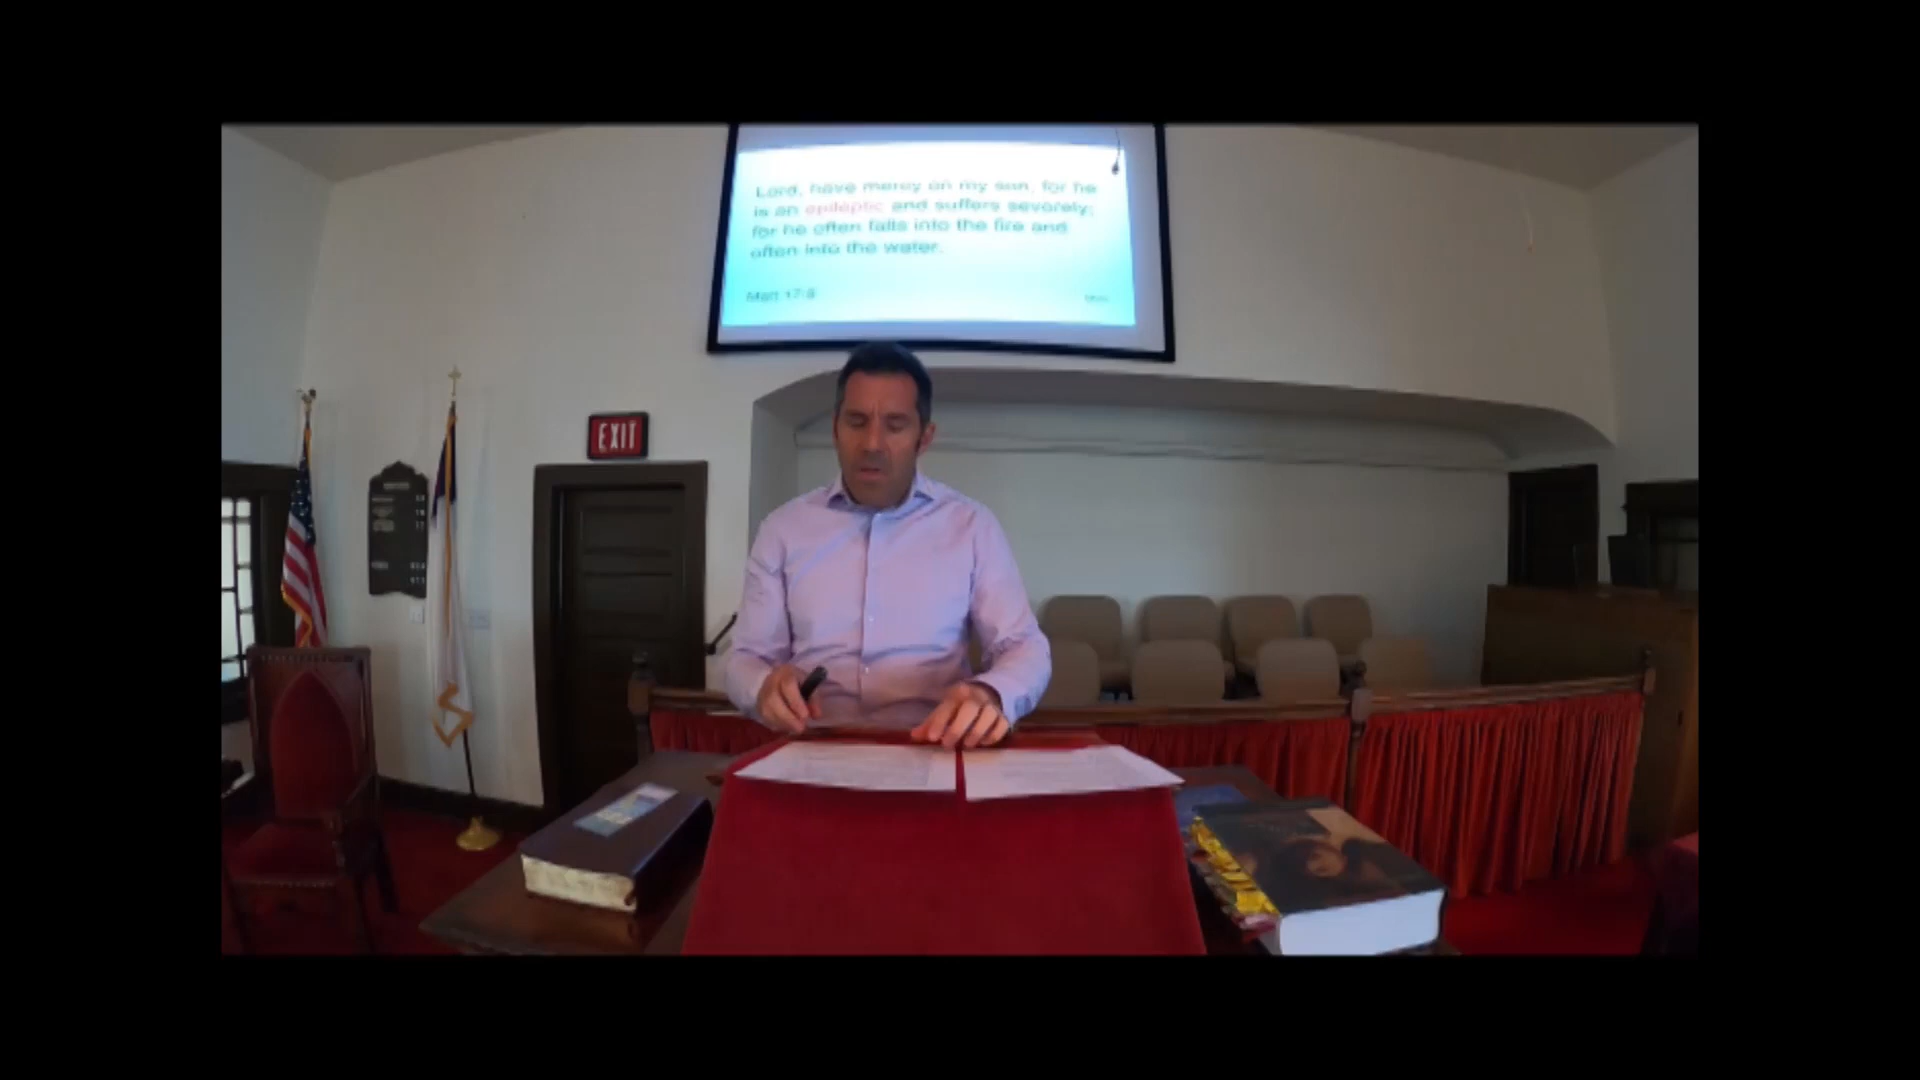 Lord, have mercy on my son, for he
is an epileptic and suffers severely;
for he often falls into the fire and
often into the water.
Matt 17:
EXIT